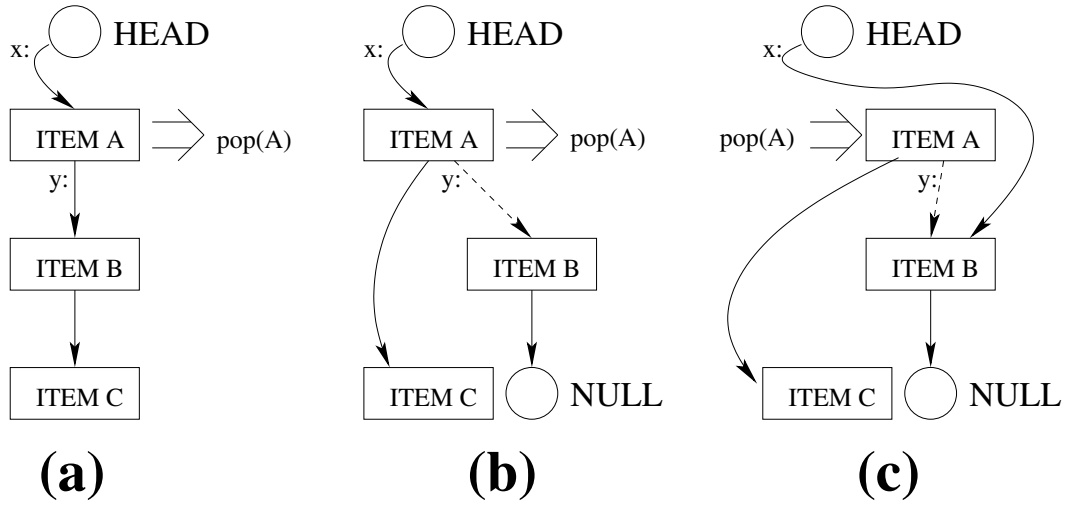 HEAD
x:
ITEM A
pop(A)
y:
ITEM B
ITEM C
(a)
HEAD
x:
ITEM A
pop(A)
y:
ITEM B
ITEM C
NULL
(b)
HEAD
x:
pop(A)
ITEM A
y:
ITEM B
ITEM C
NULL
(c)